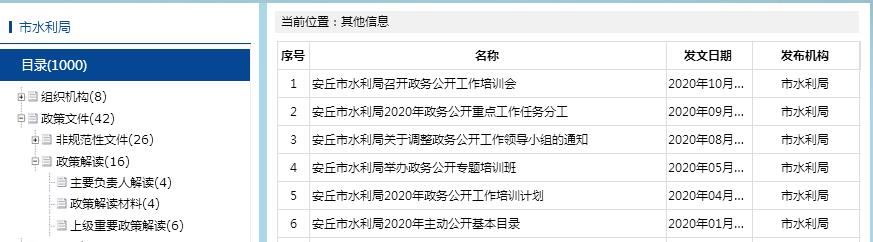 市水利局
目录(1000)
组织机构(8)
政策文件(42)
非规范性文件(26)
政策解读(16)
主要负责人解读(4)
政策解读材料(4)
上级重要政策解读(6)
当前位置：其他信息
序号 名称 发文日期 发布机构
1 安丘市水利局召开政务公开工作培训会 2020年10月... 市水利局
2 安丘市水利局2020年政务公开重点工作任务分工 2020年09月... 市水利局
3 安丘市水利局关于调整政务公开工作领导小组的通知 2020年08月... 市水利局
4 安丘市水利局举办政务公开专题培训班 2020年05月... 市水利局
5 安丘市水利局2020年政务公开工作培训计划 2020年04月... 市水利局
6 安丘市水利局2020年主动公开基本目录 2020年01月... 市水利局